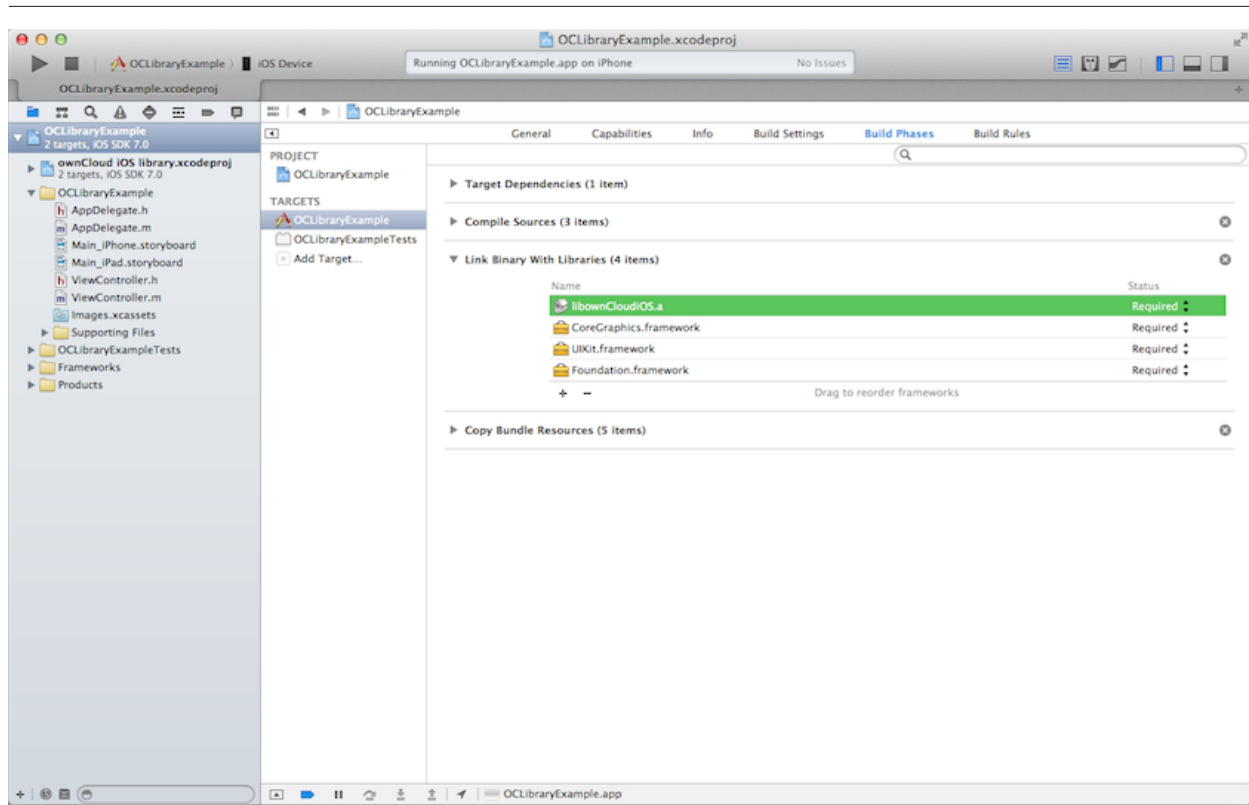 OCLibraryExample.xcodeproj
OCLibraryExample iOS Device Running OCLibraryExample.app on iPhone No Issues
OCLibraryExample.xcodeproj
OCLibraryExample
2 targets, iOS SDK 7.0
ownCloud iOS library.xcodeproj
2 targets, iOS SDK 7.0
OCLibraryExample
AppDelegate.h
AppDelegate.m
Main_iPhone.storyboard
Main_iPad.storyboard
ViewController.h
ViewController.m
Images.xcassets
Supporting Files
OCLibraryExampleTests
Frameworks
Products
OCLibraryExample
General Capabilities Info Build Settings Build Phases Build Rules
PROJECT
OCLibraryExample
TARGETS
OCLibraryExample
OCLibraryExampleTests
Add Target...
Target Dependencies (1 item)
Compile Sources (3 items)
Link Binary With Libraries (4 items)
Name Status
libownCloudiOS.a Required
CoreGraphics.framework Required
UIKit.framework Required
Foundation.framework Required
+ − Drag to reorder frameworks
Copy Bundle Resources (5 items)
OCLibraryExample.app